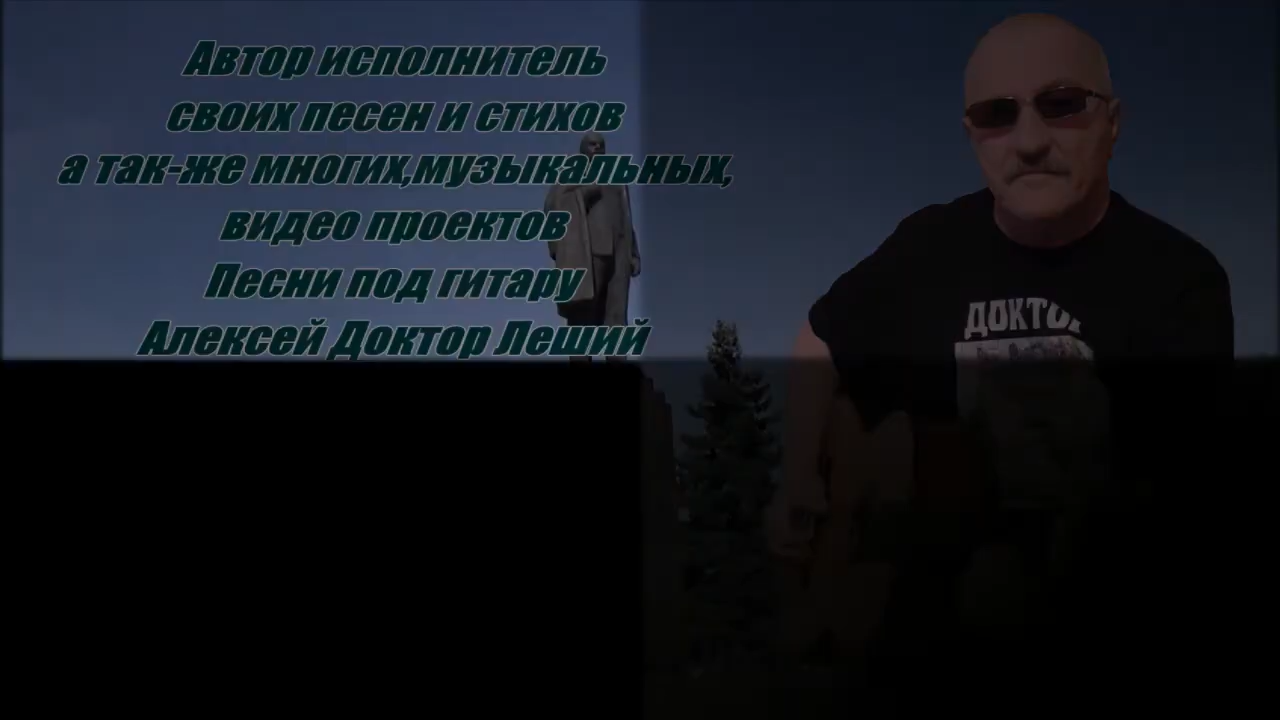 Автор исполнитель
своих песен и стихов
а так-же многих,музыкальных,
видео проектов
Песни под гитару
Алексей Доктор Леший